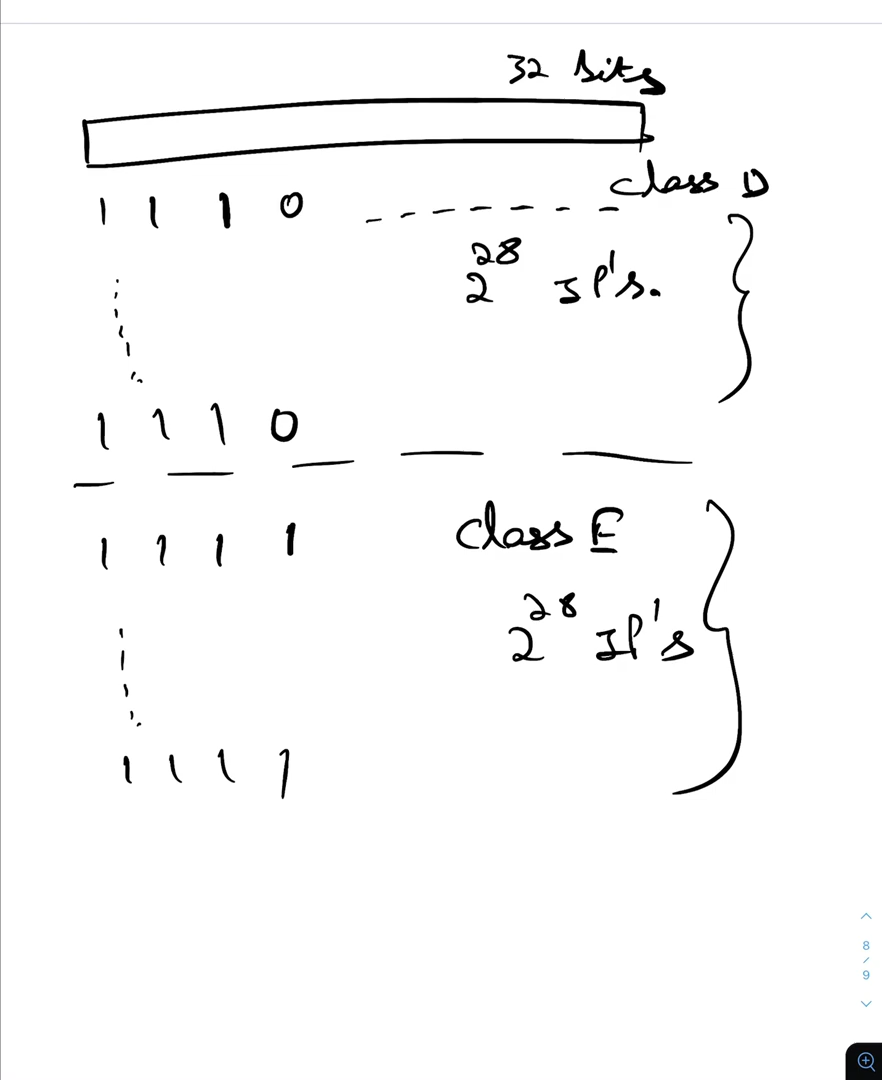 32 Bits
Class D
1 1 1 0
2^28 IP's.
1 1 1 0
1 1 1 1 Class E
2^28 IP's
1 1 1 1
8
/
9